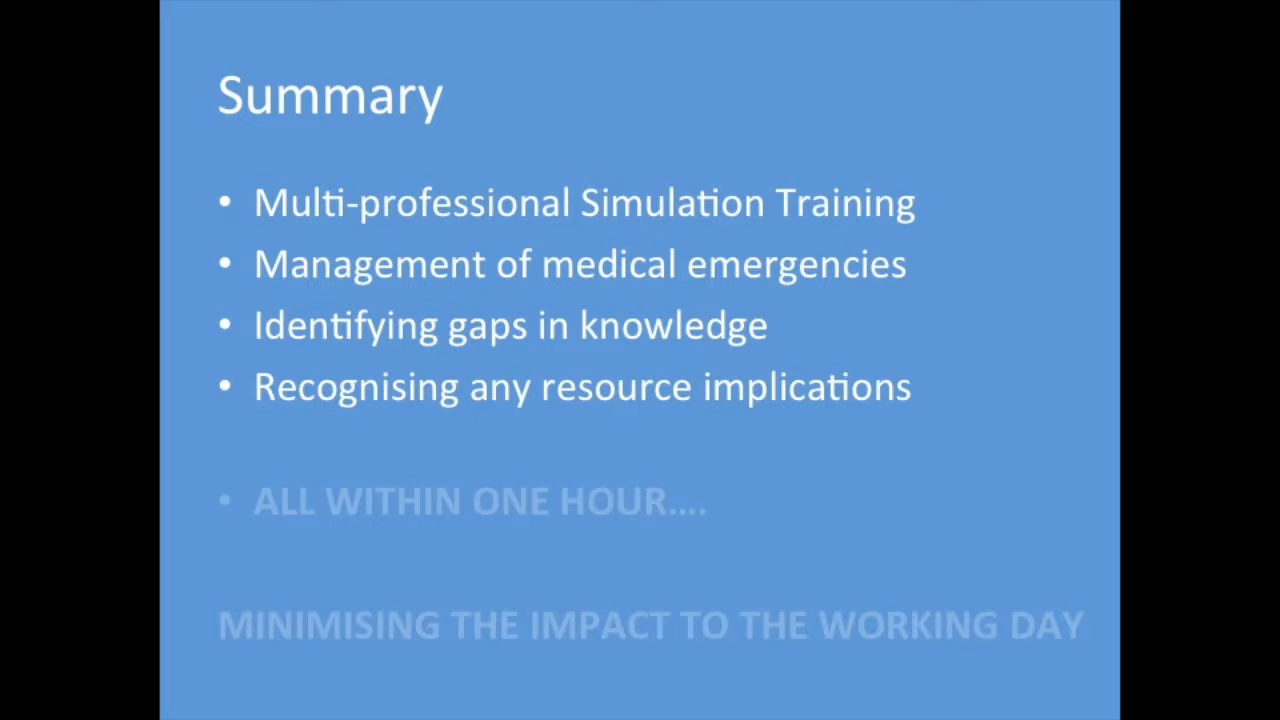 Summary
• Multi-professional Simulation Training
• Management of medical emergencies
• Identifying gaps in knowledge
• Recognising any resource implications
• ALL WITHIN ONE HOUR....
MINIMISING THE IMPACT TO THE WORKING DAY